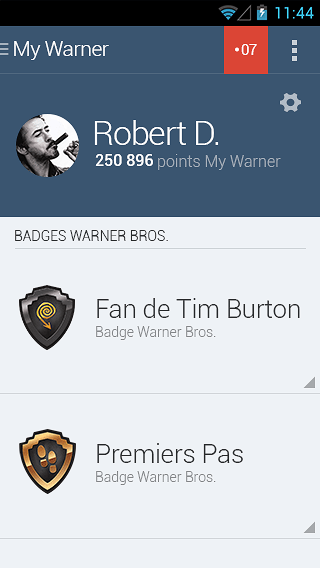 11:44
My Warner
•07
Robert D.
250 896 points My Warner
BADGES WARNER BROS.
Fan de Tim Burton
Badge Warner Bros.
Premiers Pas
Badge Warner Bros.